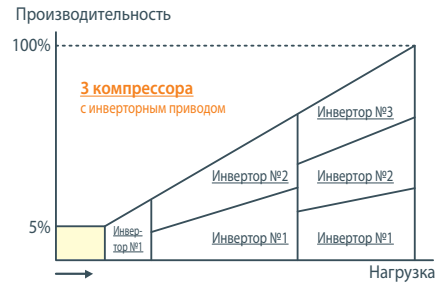 Производительность
100%
3 компрессора
с инверторным приводом
Инвертор №3
Инвертор №2
Инвертор №2
5%
Инвер-
тор №1
Инвертор №1
Инвертор №1
Нагрузка